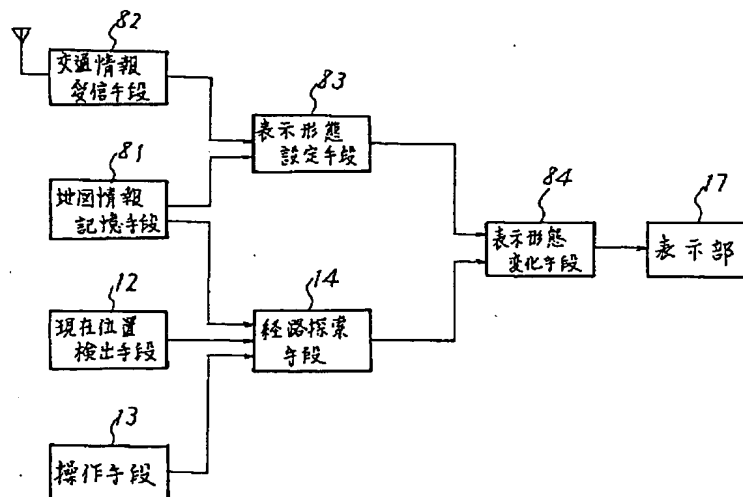 82
交通情報
受信手段
83
表示形態
設定手段
81
地図情報
記憶手段
84
表示形態
変化手段
17
表示部
12
現在位置
検出手段
14
経路探索
手段
13
操作手段